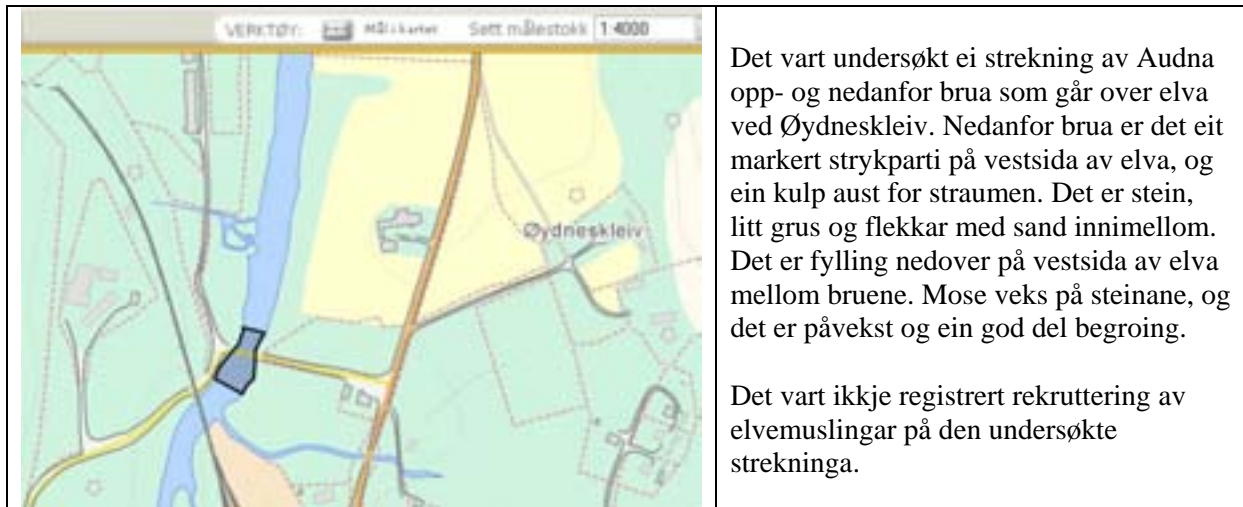 VERKTØY: Mål i kartet Sett målestokk 1:4000
Øydneskleiv
Det vart undersøkt ei strekning av Audna
opp- og nedanfor brua som går over elva
ved Øydneskleiv. Nedanfor brua er det eit
markert strykparti på vestsida av elva, og
ein kulp aust for straumen. Det er stein,
litt grus og flekkar med sand innimellom.
Det er fylling nedover på vestsida av elva
mellom bruene. Mose veks på steinane, og
det er påvekst og ein god del begroing.
Det vart ikkje registrert rekruttering av
elvemuslingar på den undersøkte
strekninga.